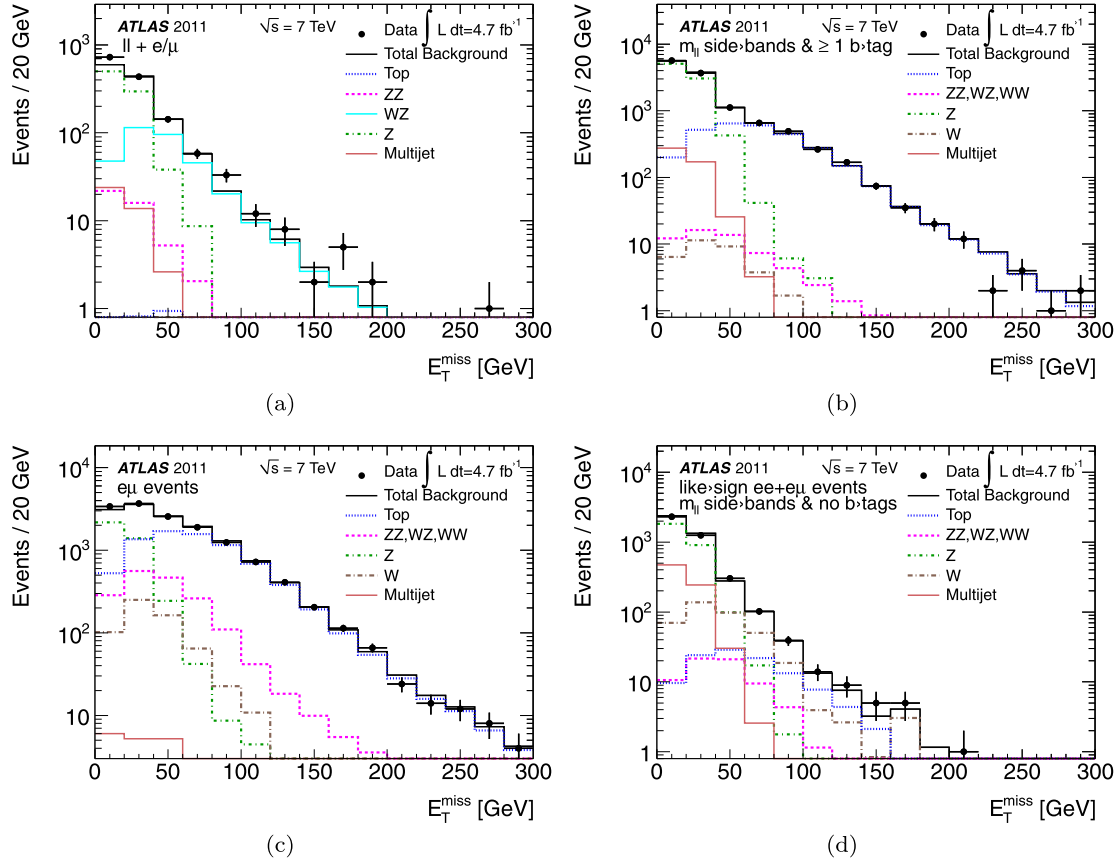 ATLAS 2011 √s = 7 TeV
ll + e/μ
Data ∫ L dt=4.7 fb›¹
Total Background
Top
ZZ
WZ
Z
Multijet
Events / 20 GeV
10³
10²
10
1
0 50 100 150 200 250 300
E_T^miss [GeV]
(a)
ATLAS 2011 √s = 7 TeV
m_ll side›bands & ≥ 1 b›tag
Data ∫ L dt=4.7 fb›¹
Total Background
Top
ZZ,WZ,WW
Z
W
Multijet
Events / 20 GeV
10⁴
10³
10²
10
1
0 50 100 150 200 250 300
E_T^miss [GeV]
(b)
ATLAS 2011 √s = 7 TeV
eμ events
Data ∫ L dt=4.7 fb›¹
Total Background
Top
ZZ,WZ,WW
Z
W
Multijet
Events / 20 GeV
10⁴
10³
10²
10
0 50 100 150 200 250 300
E_T^miss [GeV]
(c)
ATLAS 2011 √s = 7 TeV
like›sign ee+eμ events
m_ll side›bands & no b›tags
Data ∫ L dt=4.7 fb›¹
Total Background
Top
ZZ,WZ,WW
Z
W
Multijet
Events / 20 GeV
10⁴
10³
10²
10
1
0 50 100 150 200 250 300
E_T^miss [GeV]
(d)